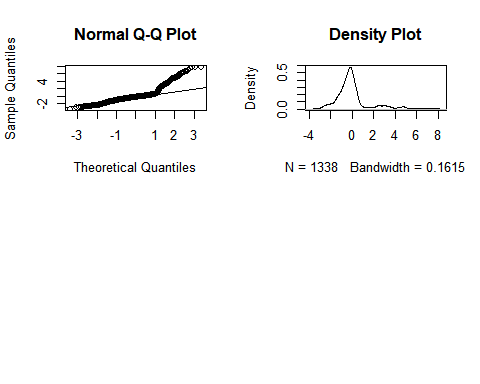 Normal Q-Q Plot
Sample Quantiles
4
-2
-3
-1
1
2
3
Theoretical Quantiles
Density Plot
Density
0.5
0.0
-4
-2
0
2
4
6
8
N = 1338 Bandwidth = 0.1615